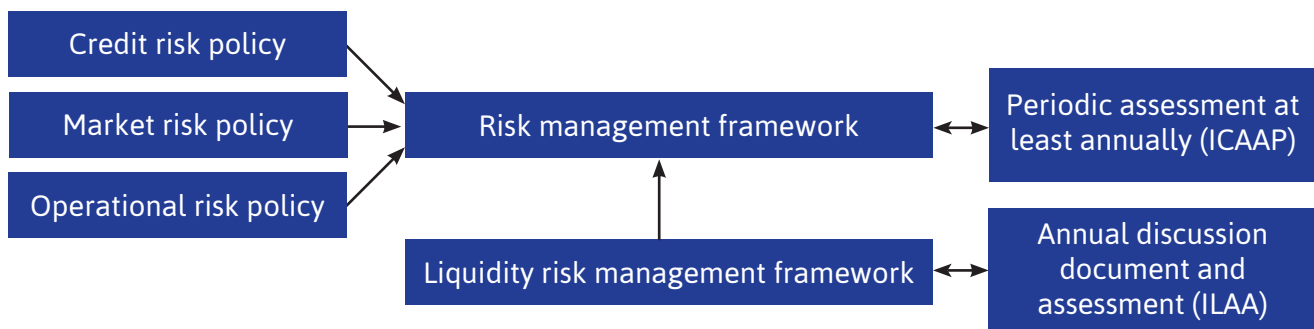 Credit risk policy
Market risk policy
Operational risk policy
Risk management framework
Liquidity risk management framework
Periodic assessment at
least annually (ICAAP)
Annual discussion
document and
assessment (ILAA)